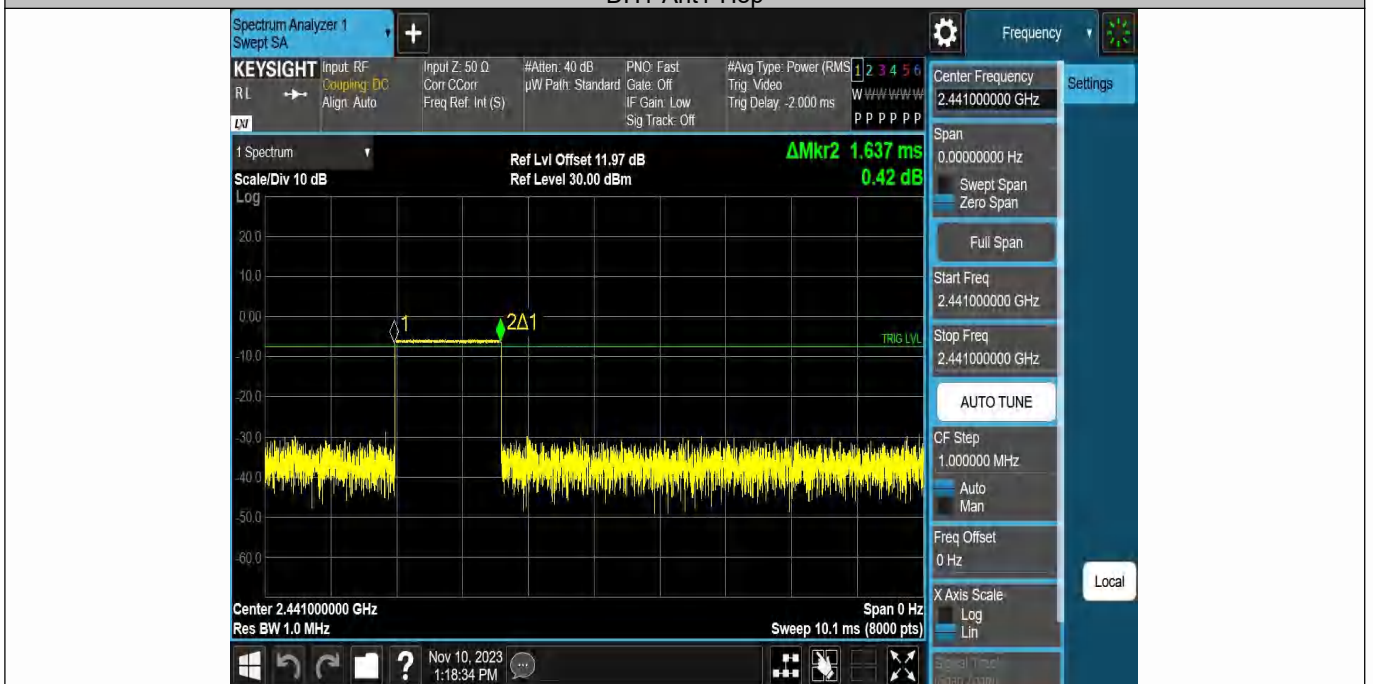 Spectrum Analyzer 1
Swept SA
+
Frequency
KEYSIGHT
RL
LXI
Input: RF
Coupling: DC
Align: Auto
Input Z: 50 Ω
Corr CCorr
Freq Ref: Int (S)
#Atten: 40 dB
µW Path: Standard
PNO: Fast
Gate: Off
IF Gain: Low
Sig Track: Off
#Avg Type: Power (RMS
Trig: Video
Trig Delay: -2.000 ms
1 2 3 4 5 6
W W W W W W
P P P P P P
1 Spectrum
Scale/Div 10 dB
Log
Ref Lvl Offset 11.97 dB
Ref Level 30.00 dBm
ΔMkr2 1.637 ms
0.42 dB
20.0
10.0
0.00
-10.0
-20.0
-30.0
-40.0
-50.0
-60.0
1
2Δ1
TRIG LVL
Center 2.441000000 GHz
Res BW 1.0 MHz
Span 0 Hz
Sweep 10.1 ms (8000 pts)
Center Frequency
2.441000000 GHz
Settings
Span
0.00000000 Hz
Swept Span
Zero Span
Full Span
Start Freq
2.441000000 GHz
Stop Freq
2.441000000 GHz
AUTO TUNE
CF Step
1.000000 MHz
Auto
Man
Freq Offset
0 Hz
X Axis Scale
Log
Lin
Local
?
Nov 10, 2023
1:18:34 PM